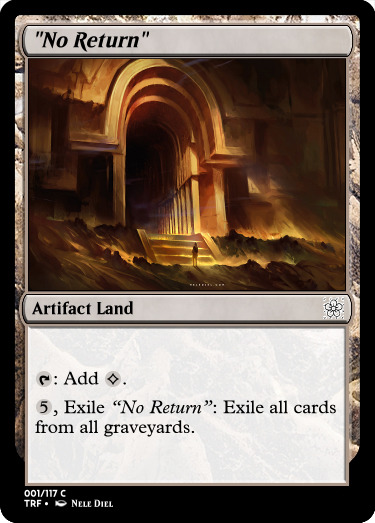 "No Return"
Artifact Land
: Add .
5, Exile “No Return”: Exile all cards
from all graveyards.
001/117 C
TRF • Nele Diel